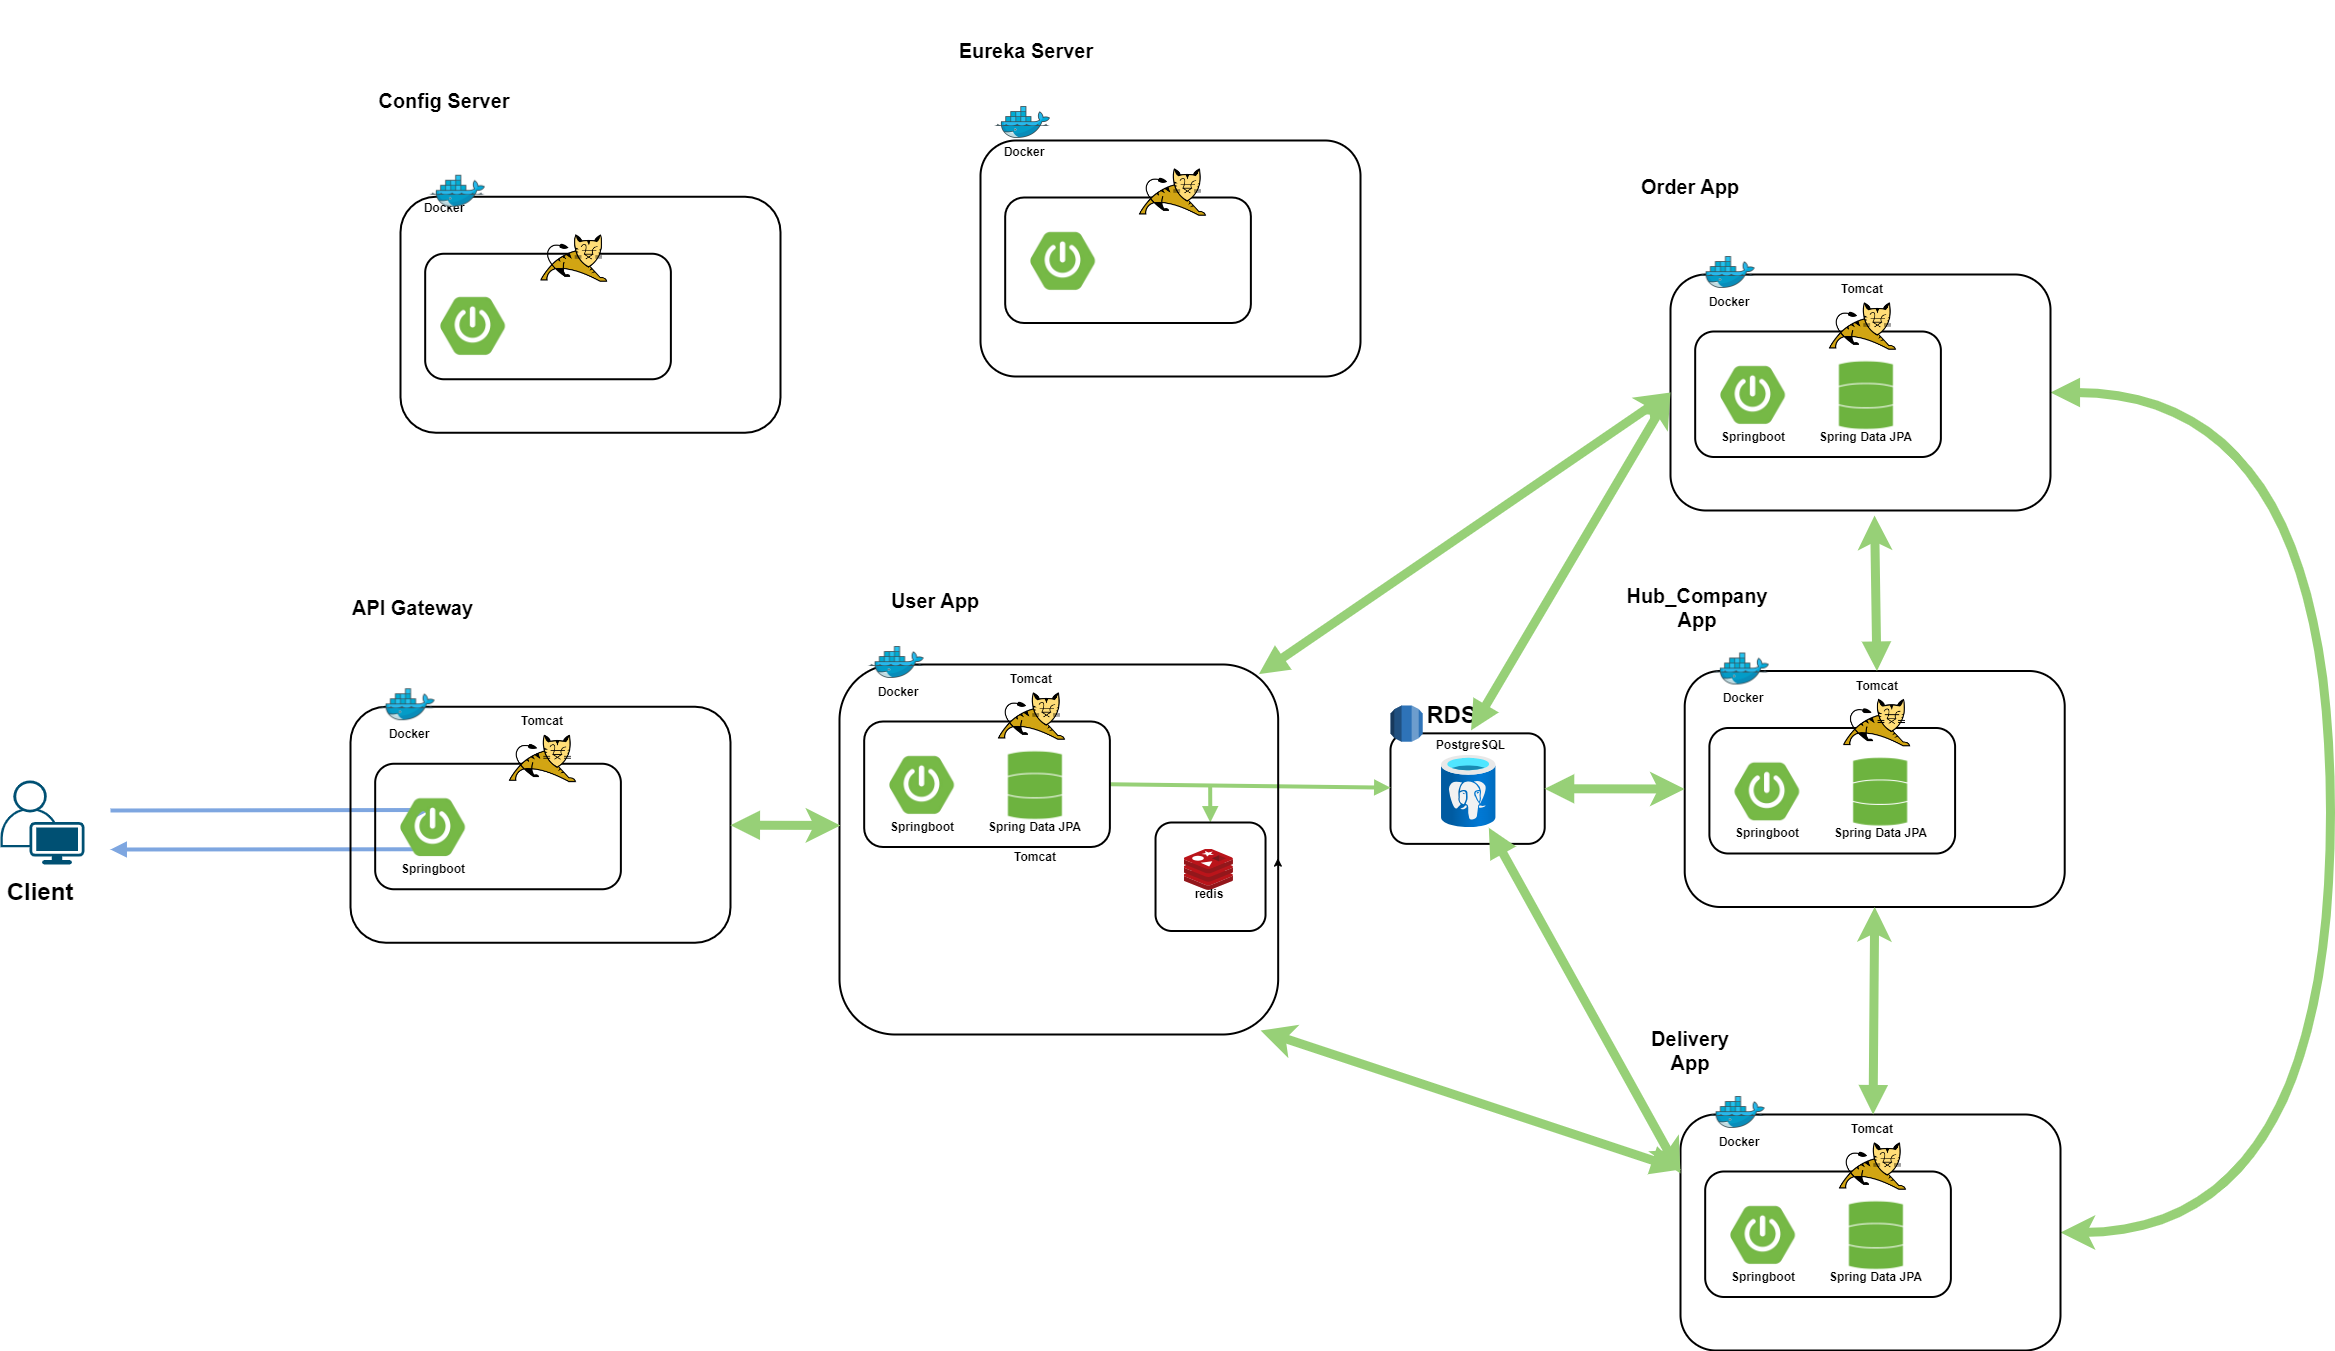 Eureka Server
Config Server
Docker
Docker
Order App
Docker
Tomcat
Springboot
Spring Data JPA
API Gateway
User App
Hub_Company
App
Docker
Tomcat
Springboot
Client
Docker
Tomcat
Springboot
Spring Data JPA
Tomcat
redis
RDS
PostgreSQL
Docker
Tomcat
Springboot
Spring Data JPA
Delivery
App
Docker
Tomcat
Springboot
Spring Data JPA